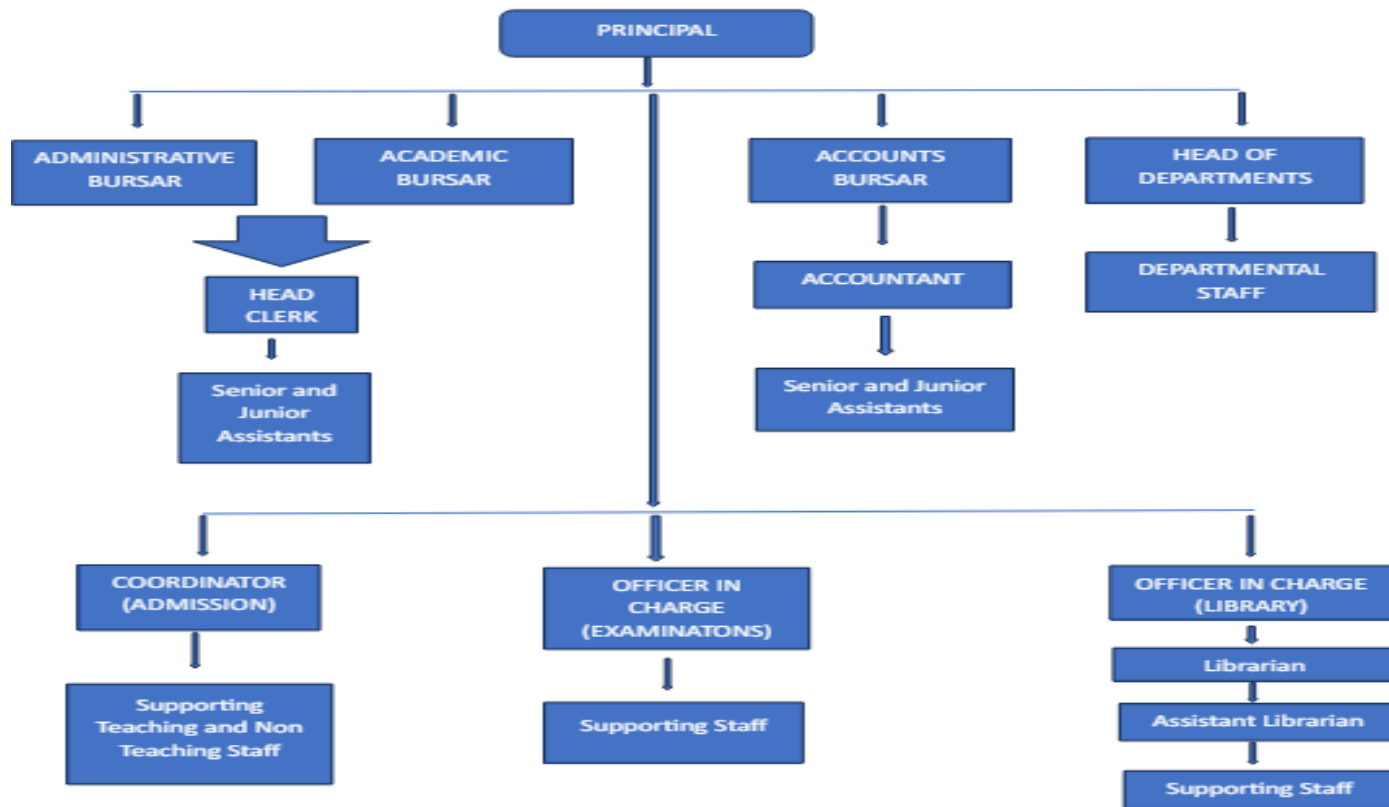 PRINCIPAL
ADMINISTRATIVE
BURSAR
ACADEMIC
BURSAR
ACCOUNTS
BURSAR
HEAD OF
DEPARTMENTS
HEAD
CLERK
ACCOUNTANT
DEPARTMENTAL
STAFF
Senior and
Junior
Assistants
Senior and Junior
Assistants
COORDINATOR
(ADMISSION)
OFFICER IN
CHARGE
(EXAMINATONS)
OFFICER IN CHARGE
(LIBRARY)
Supporting
Teaching and Non
Teaching Staff
Supporting Staff
Librarian
Assistant Librarian
Supporting Staff